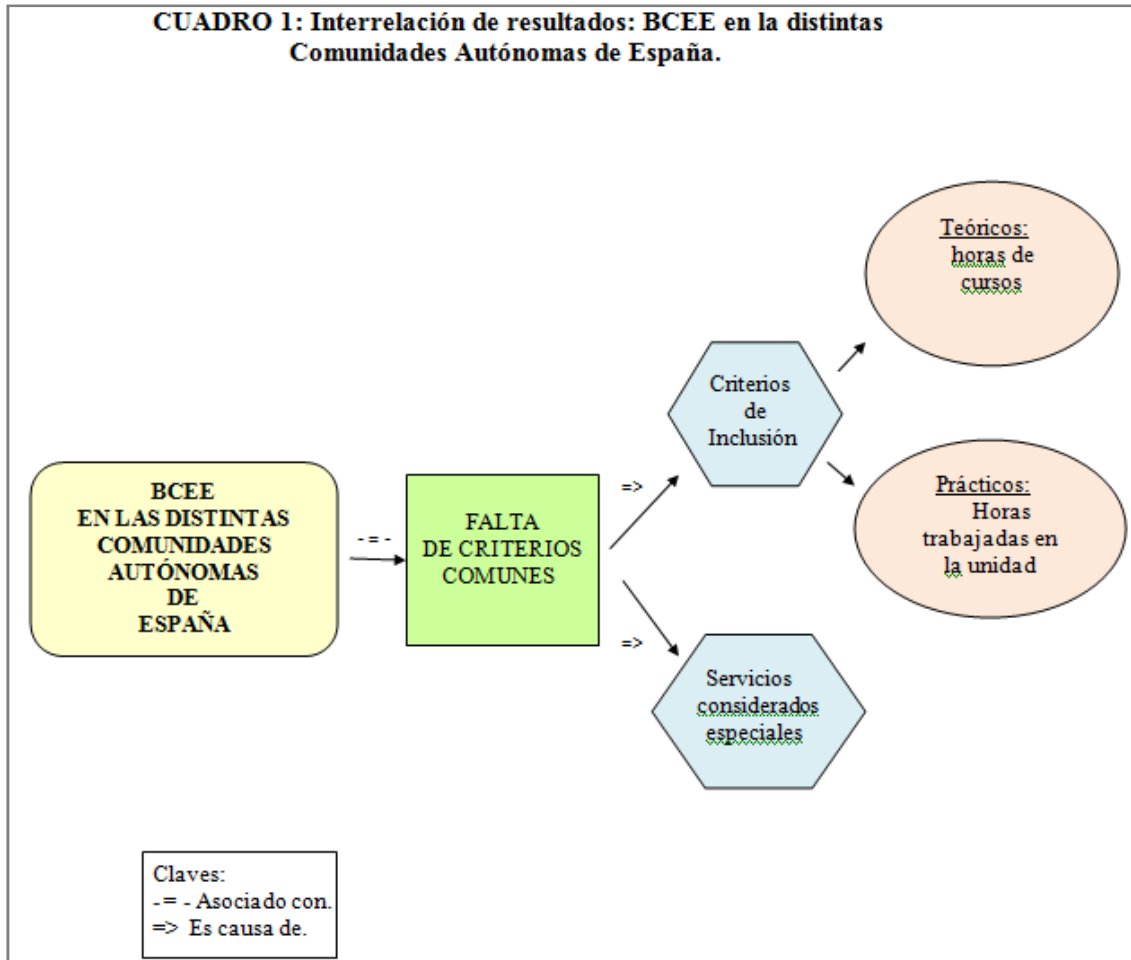 CUADRO 1: Interrelación de resultados: BCEE en la distintas
Comunidades Autónomas de España.
Teóricos:
horas de
cursos
Criterios
de
Inclusión
=>
Prácticos:
Horas
trabajadas en
la unidad
BCEE
EN LAS DISTINTAS
COMUNIDADES
AUTÓNOMAS
DE
ESPAÑA
- = -
FALTA
DE CRITERIOS
COMUNES
=>
Servicios
considerados
especiales
Claves:
- = - Asociado con.
=> Es causa de.